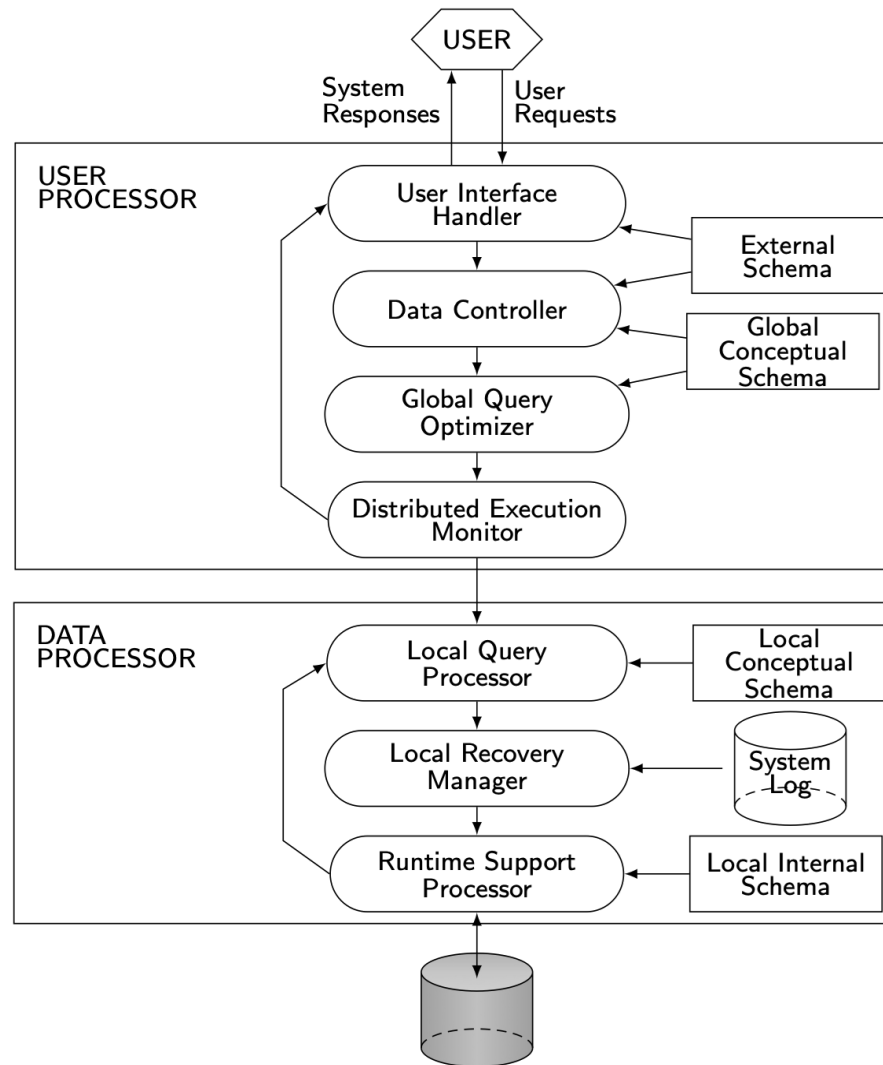 USER
System
Responses
User
Requests
USER
PROCESSOR
User Interface
Handler
External
Schema
Data Controller
Global
Conceptual
Schema
Global Query
Optimizer
Distributed Execution
Monitor
DATA
PROCESSOR
Local Query
Processor
Local
Conceptual
Schema
Local Recovery
Manager
System
Log
Runtime Support
Processor
Local Internal
Schema